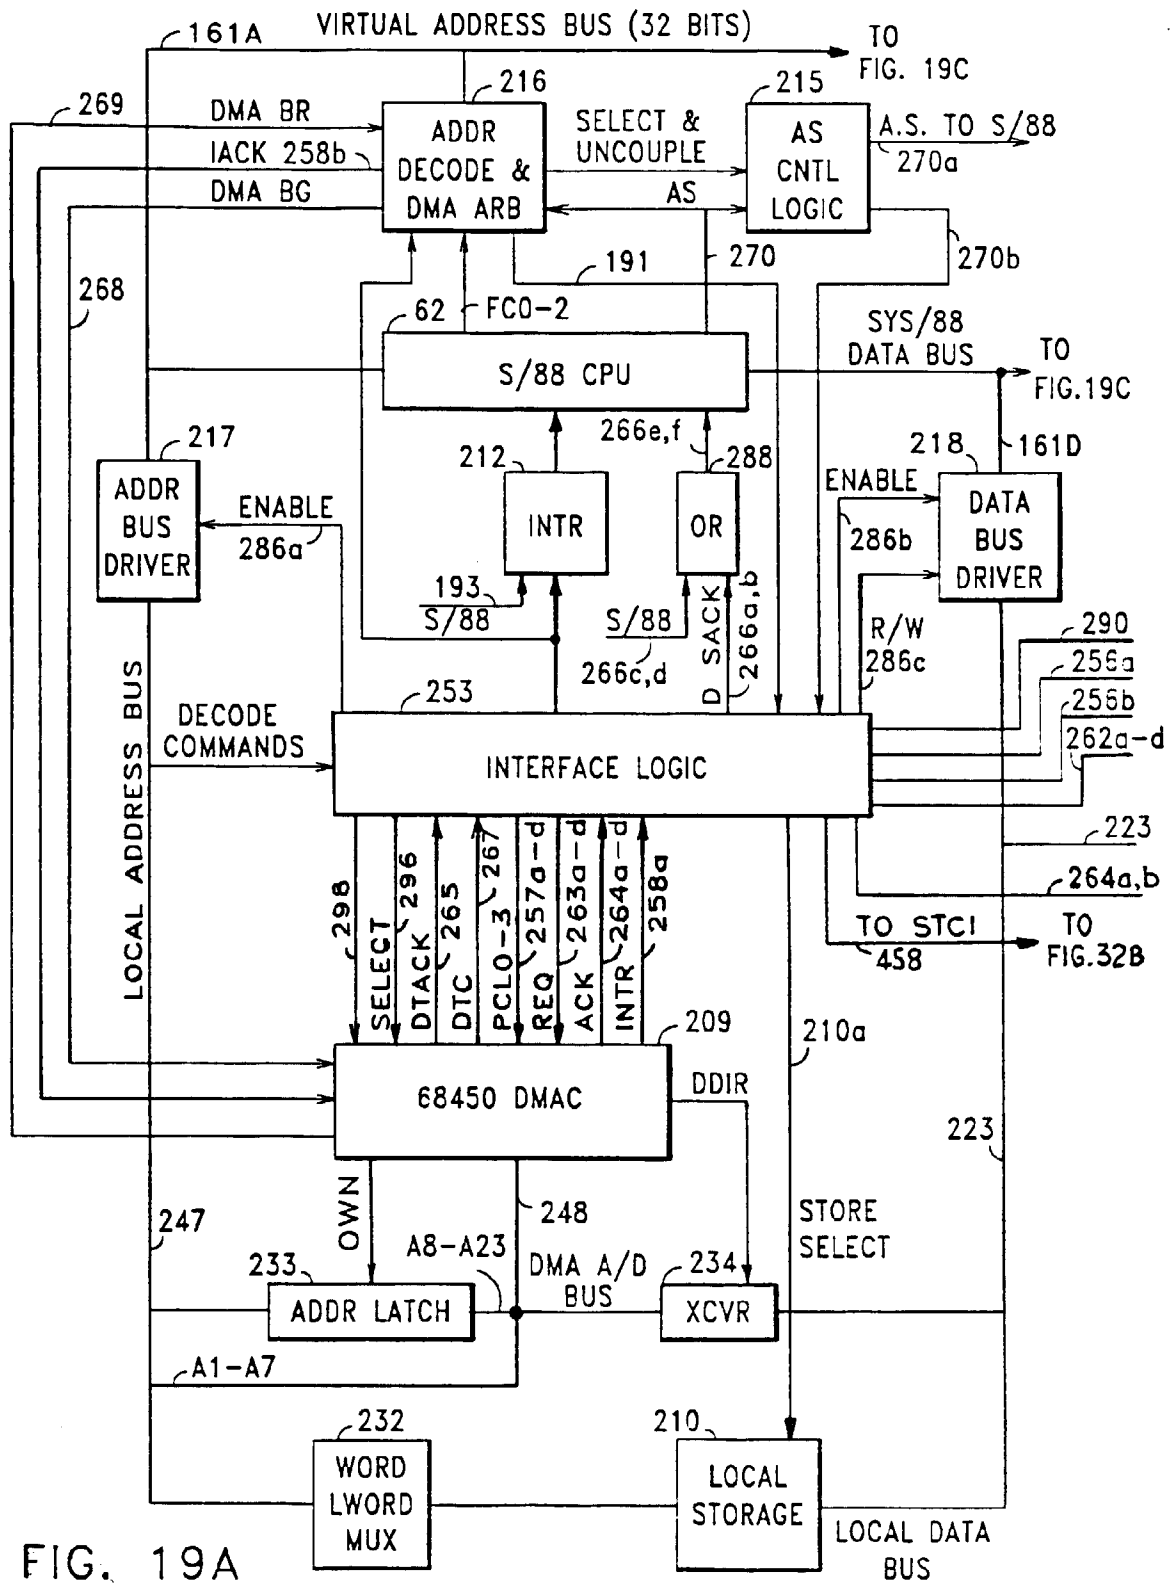 VIRTUAL ADDRESS BUS (32 BITS)
161A
TO
FIG. 19C
216
215
269
DMA BR
ADDR
DECODE &
DMA ARB
SELECT &
UNCOUPLE
AS
CNTL
LOGIC
A.S. TO S/88
270a
IACK 258b
DMA BG
AS
268
191
270
270b
62
FC0-2
S/88 CPU
SYS/88
DATA BUS
TO
FIG.19C
217
ADDR
BUS
DRIVER
ENABLE
286a
212
INTR
266e,f
288
OR
218
161D
ENABLE
286b
DATA
BUS
DRIVER
193
S/88
S/88
266c,d
D SACK
266a,b
R/W
286c
290
256a
256b
262a-d
253
DECODE
COMMANDS
INTERFACE LOGIC
LOCAL ADDRESS BUS
223
264a,b
TO STCI
458
TO
FIG.32B
298
SELECT
296
DTACK
265
DTC
267
PCL0-3
257a-d
REQ
263a-d
ACK
264a-d
INTR
258a
210a
209
68450 DMAC
DDIR
223
OWN
248
247
STORE
SELECT
A8-A23
233
ADDR LATCH
DMA A/D
BUS
234
XCVR
A1-A7
232
WORD
LWORD
MUX
210
LOCAL
STORAGE
LOCAL DATA
BUS
FIG. 19A